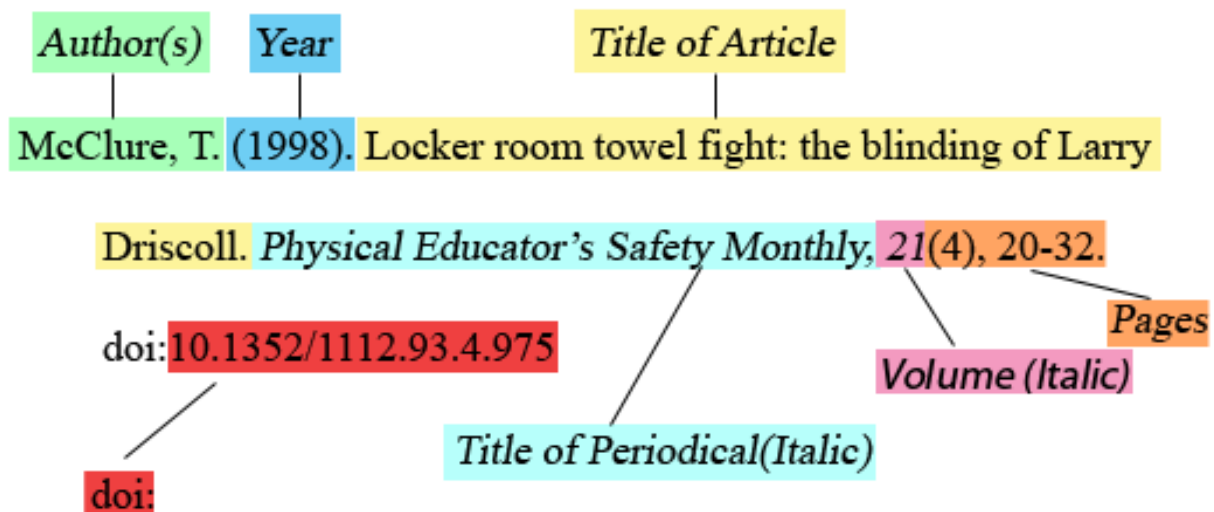 Author(s) Year Title of Article
McClure, T. (1998). Locker room towel fight: the blinding of Larry
Driscoll. Physical Educator’s Safety Monthly, 21(4), 20-32.
Pages
doi:10.1352/1112.93.4.975
Volume (Italic)
Title of Periodical(Italic)
doi: